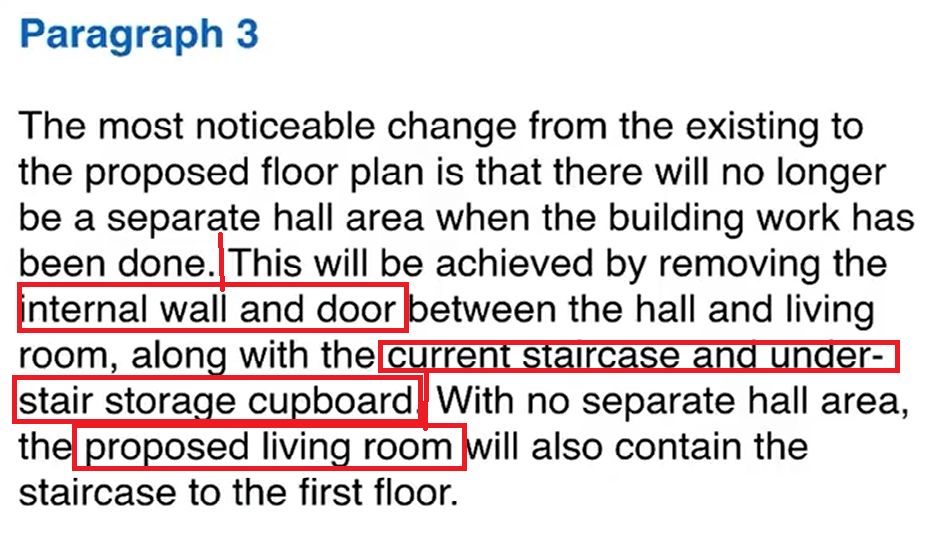 Paragraph 3
The most noticeable change from the existing to
the proposed floor plan is that there will no longer
be a separate hall area when the building work has
been done. This will be achieved by removing the
internal wall and door between the hall and living
room, along with the current staircase and under-
stair storage cupboard. With no separate hall area,
the proposed living room will also contain the
staircase to the first floor.